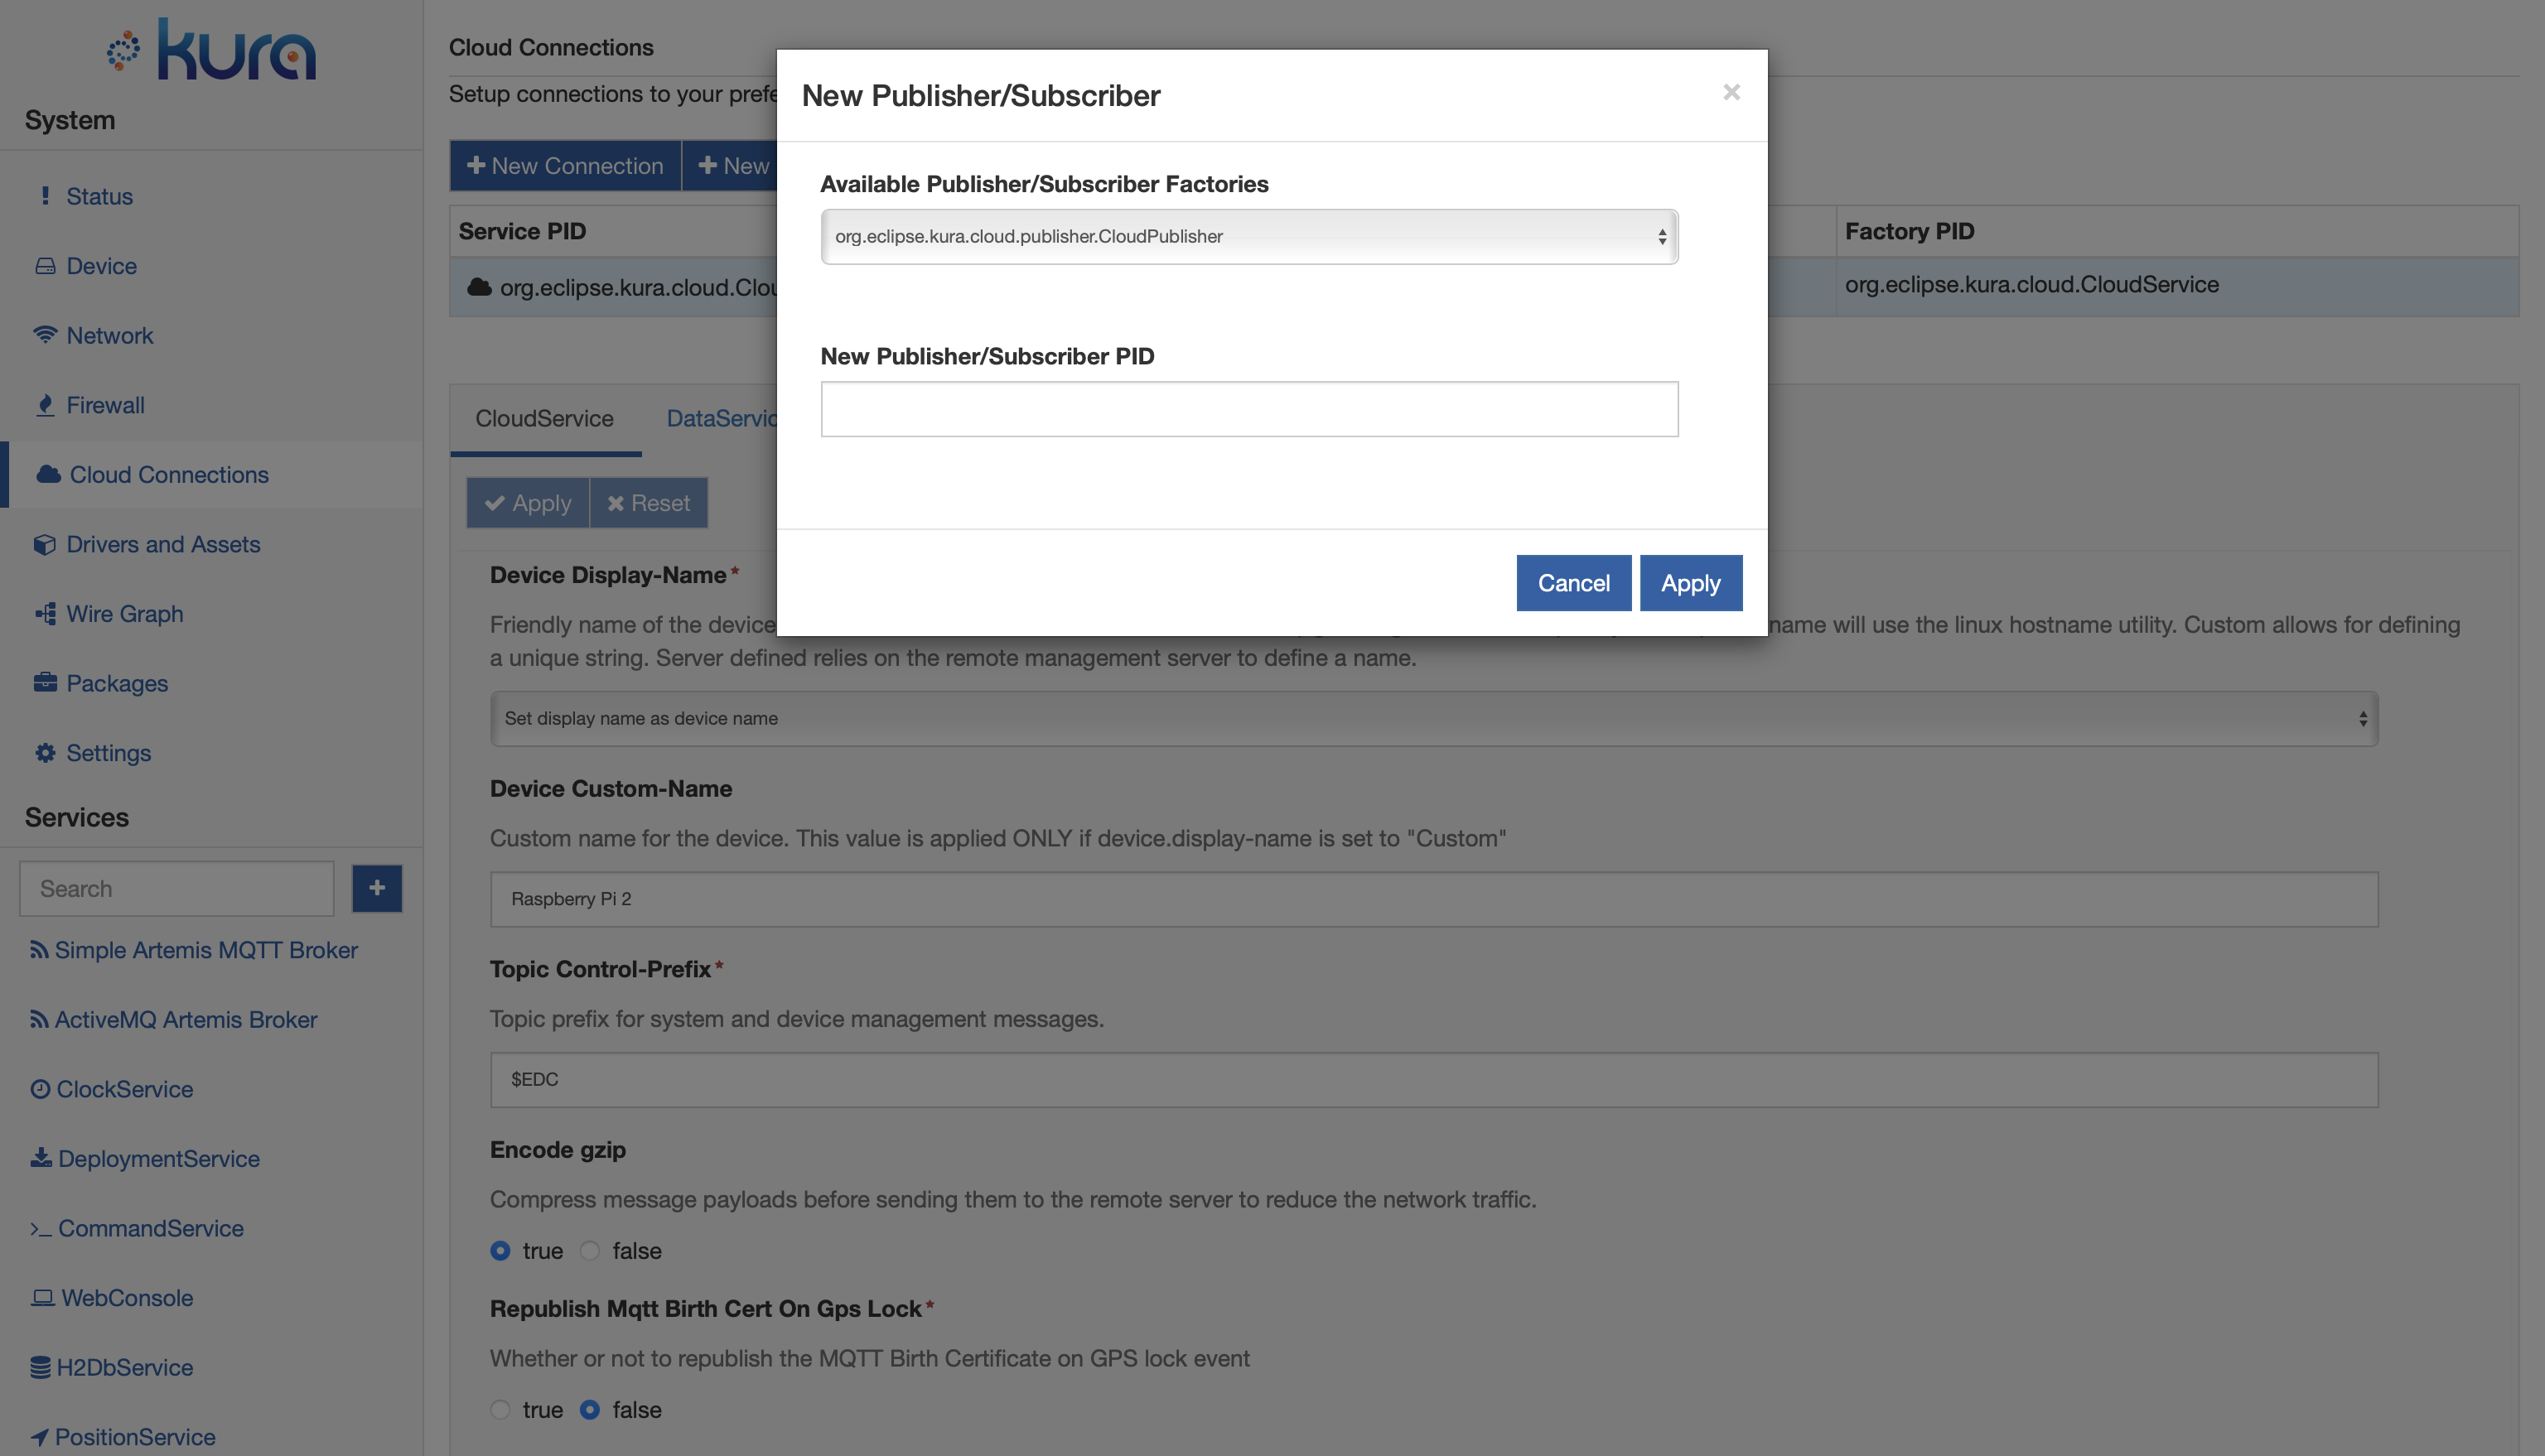 kura
System
Status
Device
Network
Firewall
Cloud Connections
Drivers and Assets
Wire Graph
Packages
Settings
Services
Search
Simple Artemis MQTT Broker
ActiveMQ Artemis Broker
ClockService
DeploymentService
CommandService
WebConsole
H2DbService
PositionService
Cloud Connections
Setup connections to your
New Connection New
Service PID Factory PID
org.eclipse.kura.cloud. org.eclipse.kura.cloud.CloudService
CloudService
Apply Reset
Device Display-Name*
Friendly name of the device name will use the linux hostname utility. Custom allows for defining
a unique string. Server defined relies on the remote management server to define a name.
Set display name as device name
Device Custom-Name
Custom name for the device. This value is applied ONLY if device.display-name is set to "Custom"
Raspberry Pi 2
Topic Control-Prefix*
Topic prefix for system and device management messages.
$EDC
Encode gzip
Compress message payloads before sending them to the remote server to reduce the network traffic.
true false
Republish Mqtt Birth Cert On Gps Lock*
Whether or not to republish the MQTT Birth Certificate on GPS lock event
true false
New Publisher/Subscriber ×
Available Publisher/Subscriber Factories
org.eclipse.kura.cloud.publisher.CloudPublisher
New Publisher/Subscriber PID
Cancel Apply